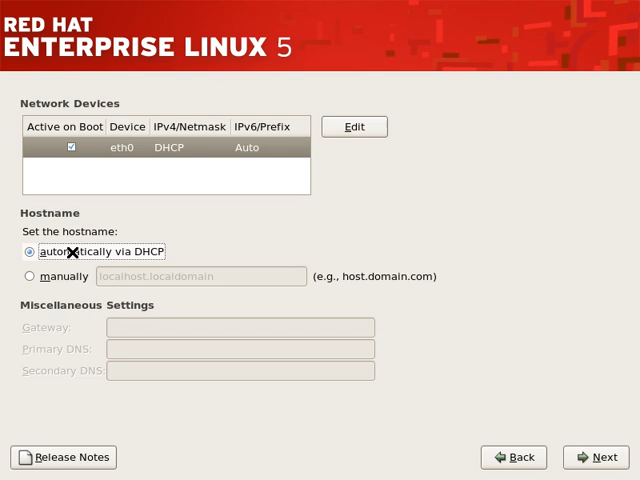 RED HAT
ENTERPRISE LINUX 5
Network Devices
Active on Boot Device IPv4/Netmask IPv6/Prefix
eth0 DHCP Auto
Edit
Hostname
Set the hostname:
automatically via DHCP
manually localhost.localdomain (e.g., host.domain.com)
Miscellaneous Settings
Gateway:
Primary DNS:
Secondary DNS:
Release Notes Back Next